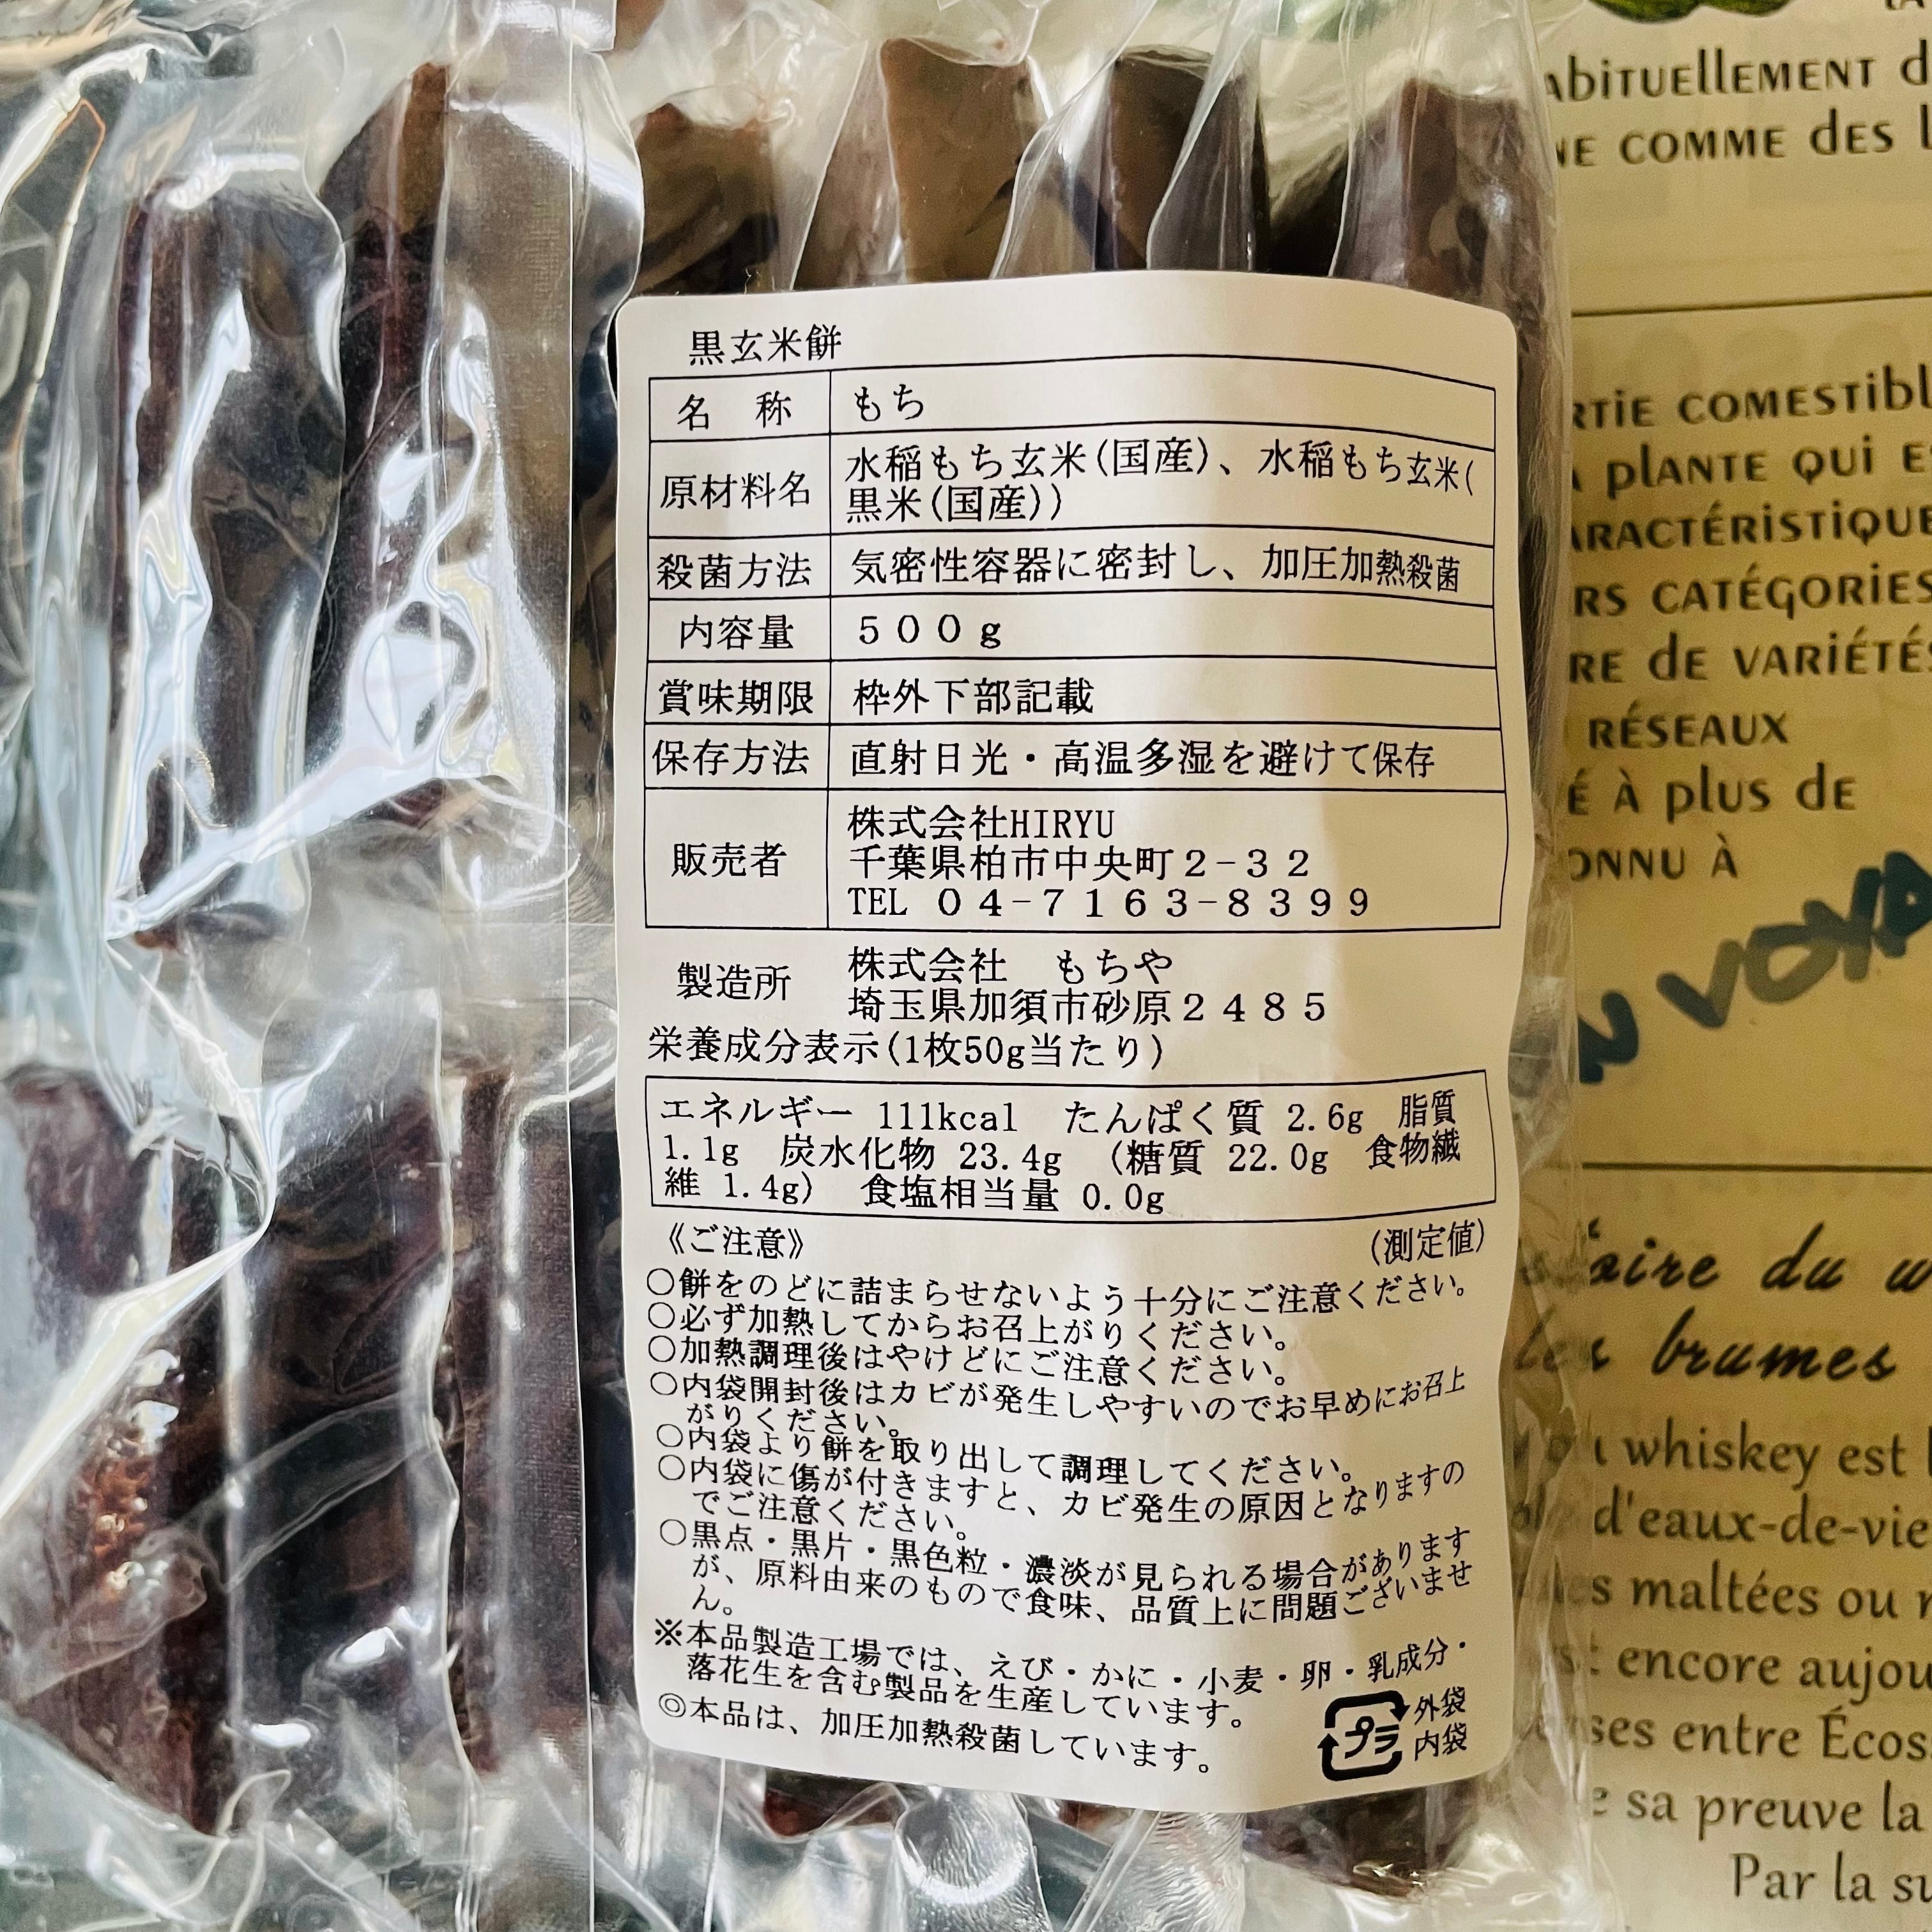 黒玄米餅
名　称　もち
原材料名　水稲もち玄米(国産)、水稲もち玄米(
黒米(国産))
殺菌方法　気密性容器に密封し、加圧加熱殺菌
内容量　５００ｇ
賞味期限　枠外下部記載
保存方法　直射日光・高温多湿を避けて保存
販売者　株式会社HIRYU
千葉県柏市中央町２−３２
TEL ０４−７１６３−８３９９
製造所　株式会社　もちや
埼玉県加須市砂原２４８５
栄養成分表示(1枚50g当たり)
エネルギー 111kcal　たんぱく質 2.6g　脂質
1.1g　炭水化物 23.4g　(糖質 22.0g　食物繊
維 1.4g)　食塩相当量 0.0g
《ご注意》　(測定値)
○餅をのどに詰まらせないよう十分にご注意ください。
○必ず加熱してからお召上がりください。
○加熱調理後はやけどにご注意ください。
○内袋開封後はカビが発生しやすいのでお早めにお召上
がりください。
○内袋より餅を取り出して調理してください。
○内袋に傷が付きますと、カビ発生の原因となりますの
でご注意ください。
○黒点・黒片・黒色粒・濃淡が見られる場合があります
が、原料由来のもので食味、品質上に問題ございませ
ん。
※本品製造工場では、えび・かに・小麦・卵・乳成分・
落花生を含む製品を生産しています。
◎本品は、加圧加熱殺菌しています。
プラ
外袋
内袋
abituellement
comme des
comestibl
plante qui
ractéristique
rs catégories
re de variétés
réseaux
é à plus de
onnu à
du
brumes
whiskey est
d'eaux-de-vie
maltées ou
encore aujou
ses entre Écos
sa preuve la
Par la su